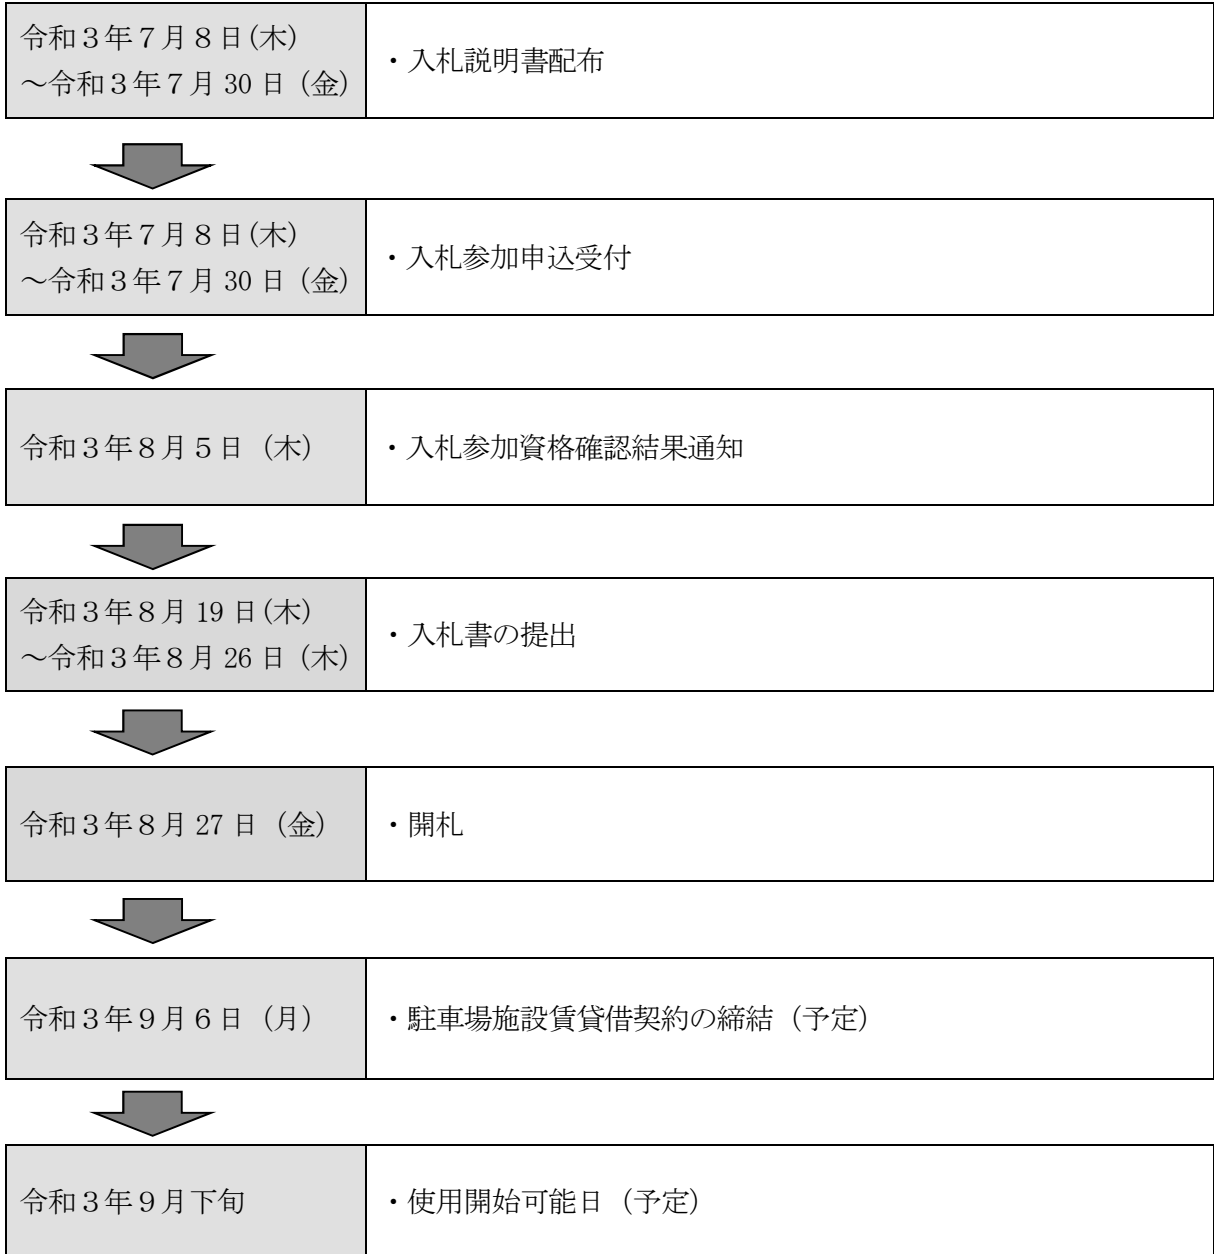 令和３年７月８日(木)
～令和３年７月 30 日（金）
・入札説明書配布
令和３年７月８日(木)
～令和３年７月 30 日（金）
・入札参加申込受付
令和３年８月５日（木）
・入札参加資格確認結果通知
令和３年８月 19 日(木)
～令和３年８月 26 日（木）
・入札書の提出
令和３年８月 27 日（金）
・開札
令和３年９月６日（月）
・駐車場施設賃貸借契約の締結（予定）
令和３年９月下旬
・使用開始可能日（予定）